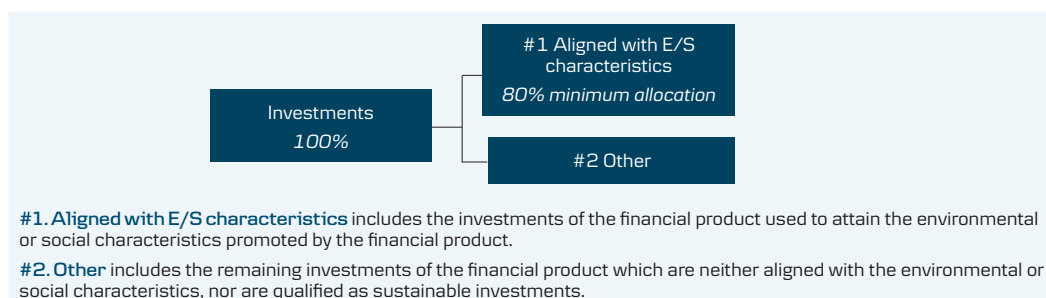 #1 Aligned with E/S
characteristics
80% minimum allocation
Investments
100%
#2 Other
#1. Aligned with E/S characteristics includes the investments of the financial product used to attain the environmental
or social characteristics promoted by the financial product.
#2. Other includes the remaining investments of the financial product which are neither aligned with the environmental or
social characteristics, nor are qualified as sustainable investments.